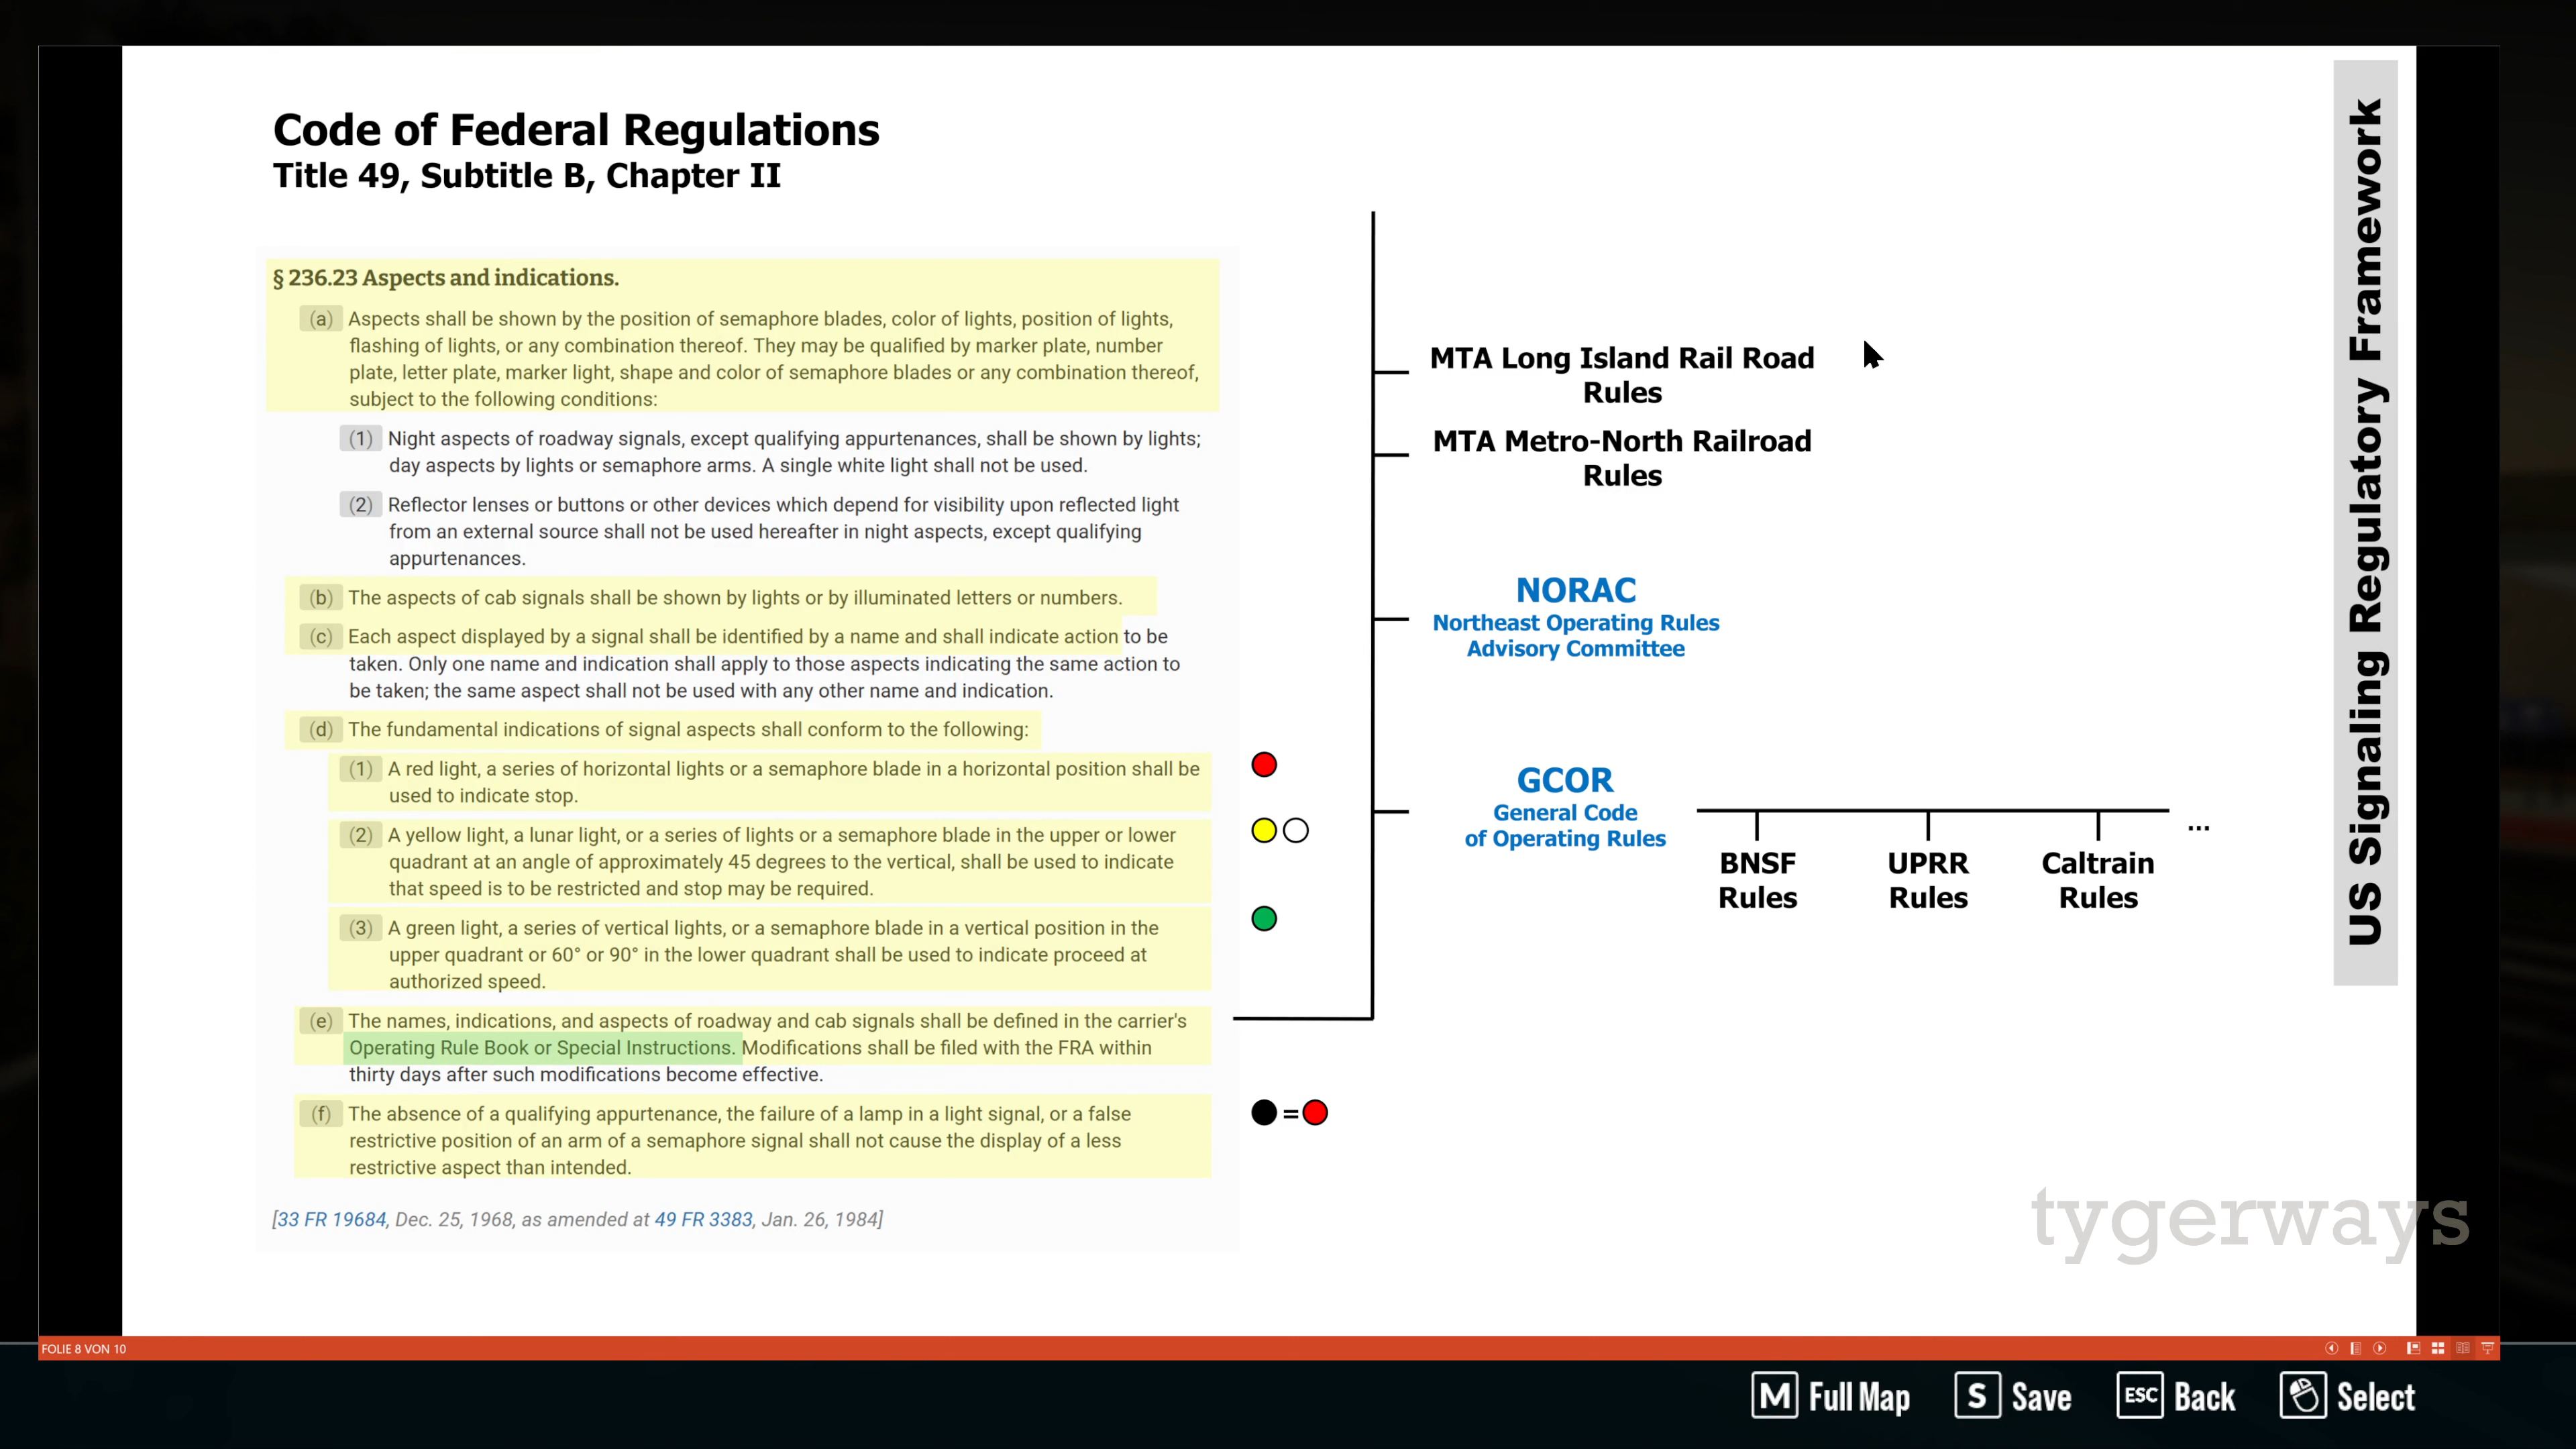 Code of Federal Regulations
Title 49, Subtitle B, Chapter II
§ 236.23 Aspects and indications.
(a) Aspects shall be shown by the position of semaphore blades, color of lights, position of lights,
flashing of lights, or any combination thereof. They may be qualified by marker plate, number
plate, letter plate, marker light, shape and color of semaphore blades or any combination thereof,
subject to the following conditions:
(1) Night aspects of roadway signals, except qualifying appurtenances, shall be shown by lights;
day aspects by lights or semaphore arms. A single white light shall not be used.
(2) Reflector lenses or buttons or other devices which depend for visibility upon reflected light
from an external source shall not be used hereafter in night aspects, except qualifying
appurtenances.
(b) The aspects of cab signals shall be shown by lights or by illuminated letters or numbers.
(c) Each aspect displayed by a signal shall be identified by a name and shall indicate action to be
taken. Only one name and indication shall apply to those aspects indicating the same action to
be taken; the same aspect shall not be used with any other name and indication.
(d) The fundamental indications of signal aspects shall conform to the following:
(1) A red light, a series of horizontal lights or a semaphore blade in a horizontal position shall be
used to indicate stop.
(2) A yellow light, a lunar light, or a series of lights or a semaphore blade in the upper or lower
quadrant at an angle of approximately 45 degrees to the vertical, shall be used to indicate
that speed is to be restricted and stop may be required.
(3) A green light, a series of vertical lights, or a semaphore blade in a vertical position in the
upper quadrant or 60° or 90° in the lower quadrant shall be used to indicate proceed at
authorized speed.
(e) The names, indications, and aspects of roadway and cab signals shall be defined in the carrier's
Operating Rule Book or Special Instructions. Modifications shall be filed with the FRA within
thirty days after such modifications become effective.
(f) The absence of a qualifying appurtenance, the failure of a lamp in a light signal, or a false
restrictive position of an arm of a semaphore signal shall not cause the display of a less
restrictive aspect than intended.
[33 FR 19684, Dec. 25, 1968, as amended at 49 FR 3383, Jan. 26, 1984]
=
MTA Long Island Rail Road
Rules
MTA Metro-North Railroad
Rules
NORAC
Northeast Operating Rules
Advisory Committee
GCOR
General Code
of Operating Rules
BNSF
Rules
UPRR
Rules
Caltrain
Rules
...
US Signaling Regulatory Framework
tygerways
FOLIE 8 VON 10
M Full Map
S Save
ESC Back
Select